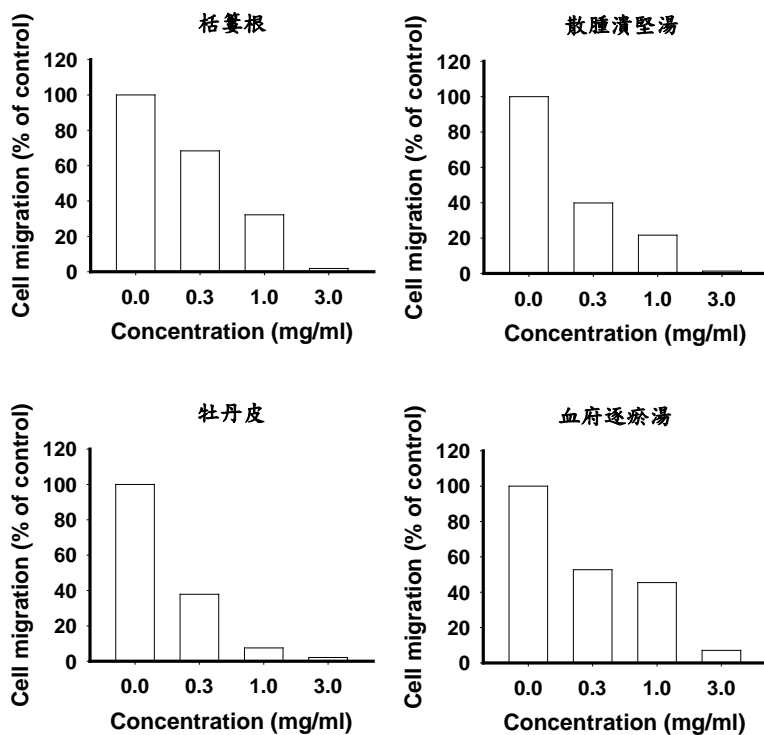 栝蔞根
Cell migration (% of control)
120
100
80
60
40
20
0
0.0 0.3 1.0 3.0
Concentration (mg/ml)
散腫潰堅湯
Cell migration (% of control)
120
100
80
60
40
20
0
0.0 0.3 1.0 3.0
Concentration (mg/ml)
牡丹皮
Cell migration (% of control)
120
100
80
60
40
20
0
0.0 0.3 1.0 3.0
Concentration (mg/ml)
血府逐瘀湯
Cell migration (% of control)
120
100
80
60
40
20
0
0.0 0.3 1.0 3.0
Concentration (mg/ml)